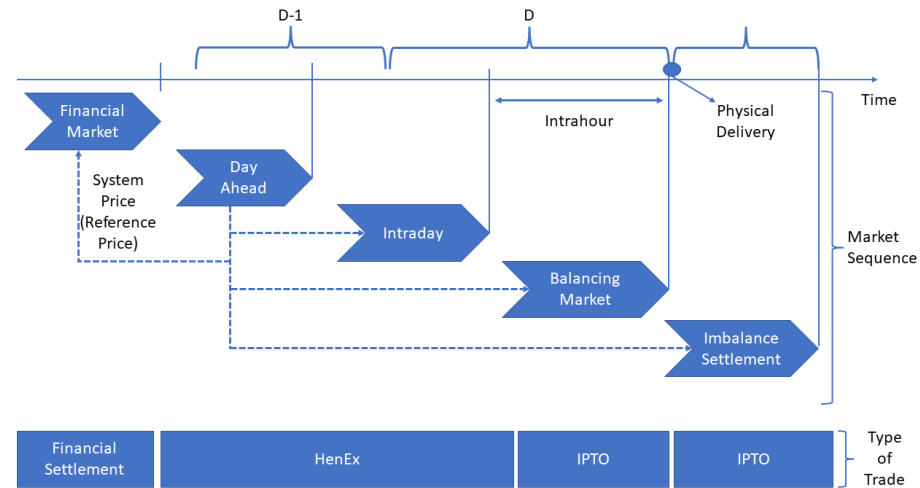 D-1
D
Time
Financial
Market
Intrahour
Physical
Delivery
Day
Ahead
System
Price
(Reference
Price)
Intraday
Market
Sequence
Balancing
Market
Imbalance
Settlement
Financial
Settlement
HenEx
IPTO
IPTO
Type
of
Trade